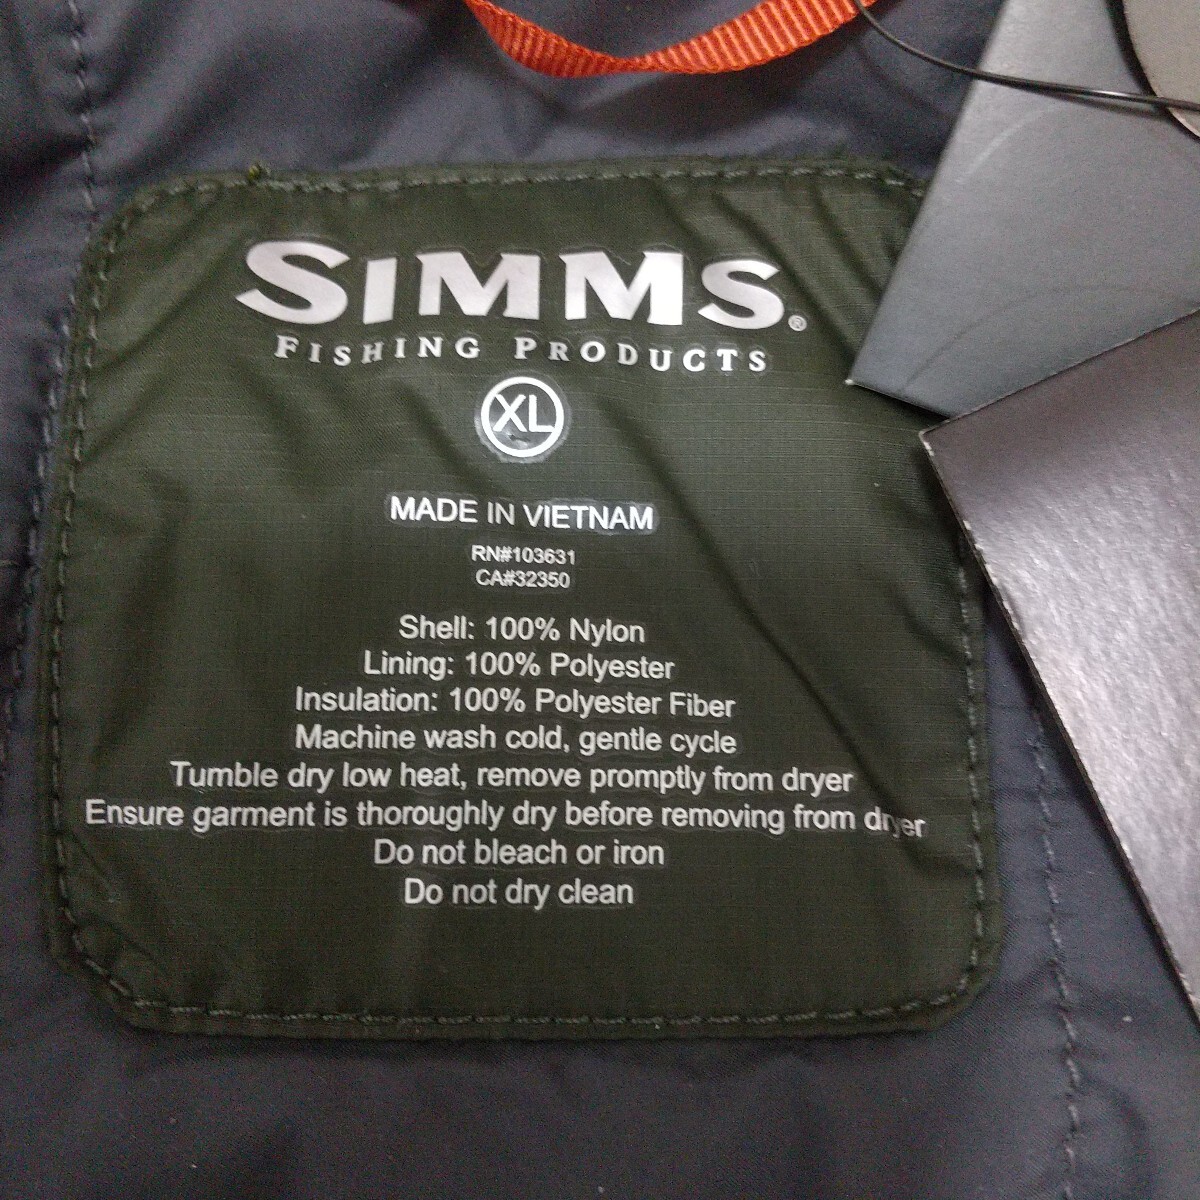 SIMMS®
FISHING PRODUCTS
XL
MADE IN VIETNAM
RN#103631
CA#32350
Shell: 100% Nylon
Lining: 100% Polyester
Insulation: 100% Polyester Fiber
Machine wash cold, gentle cycle
Tumble dry low heat, remove promptly from dryer
Ensure garment is thoroughly dry before removing from dryer
Do not bleach or iron
Do not dry clean